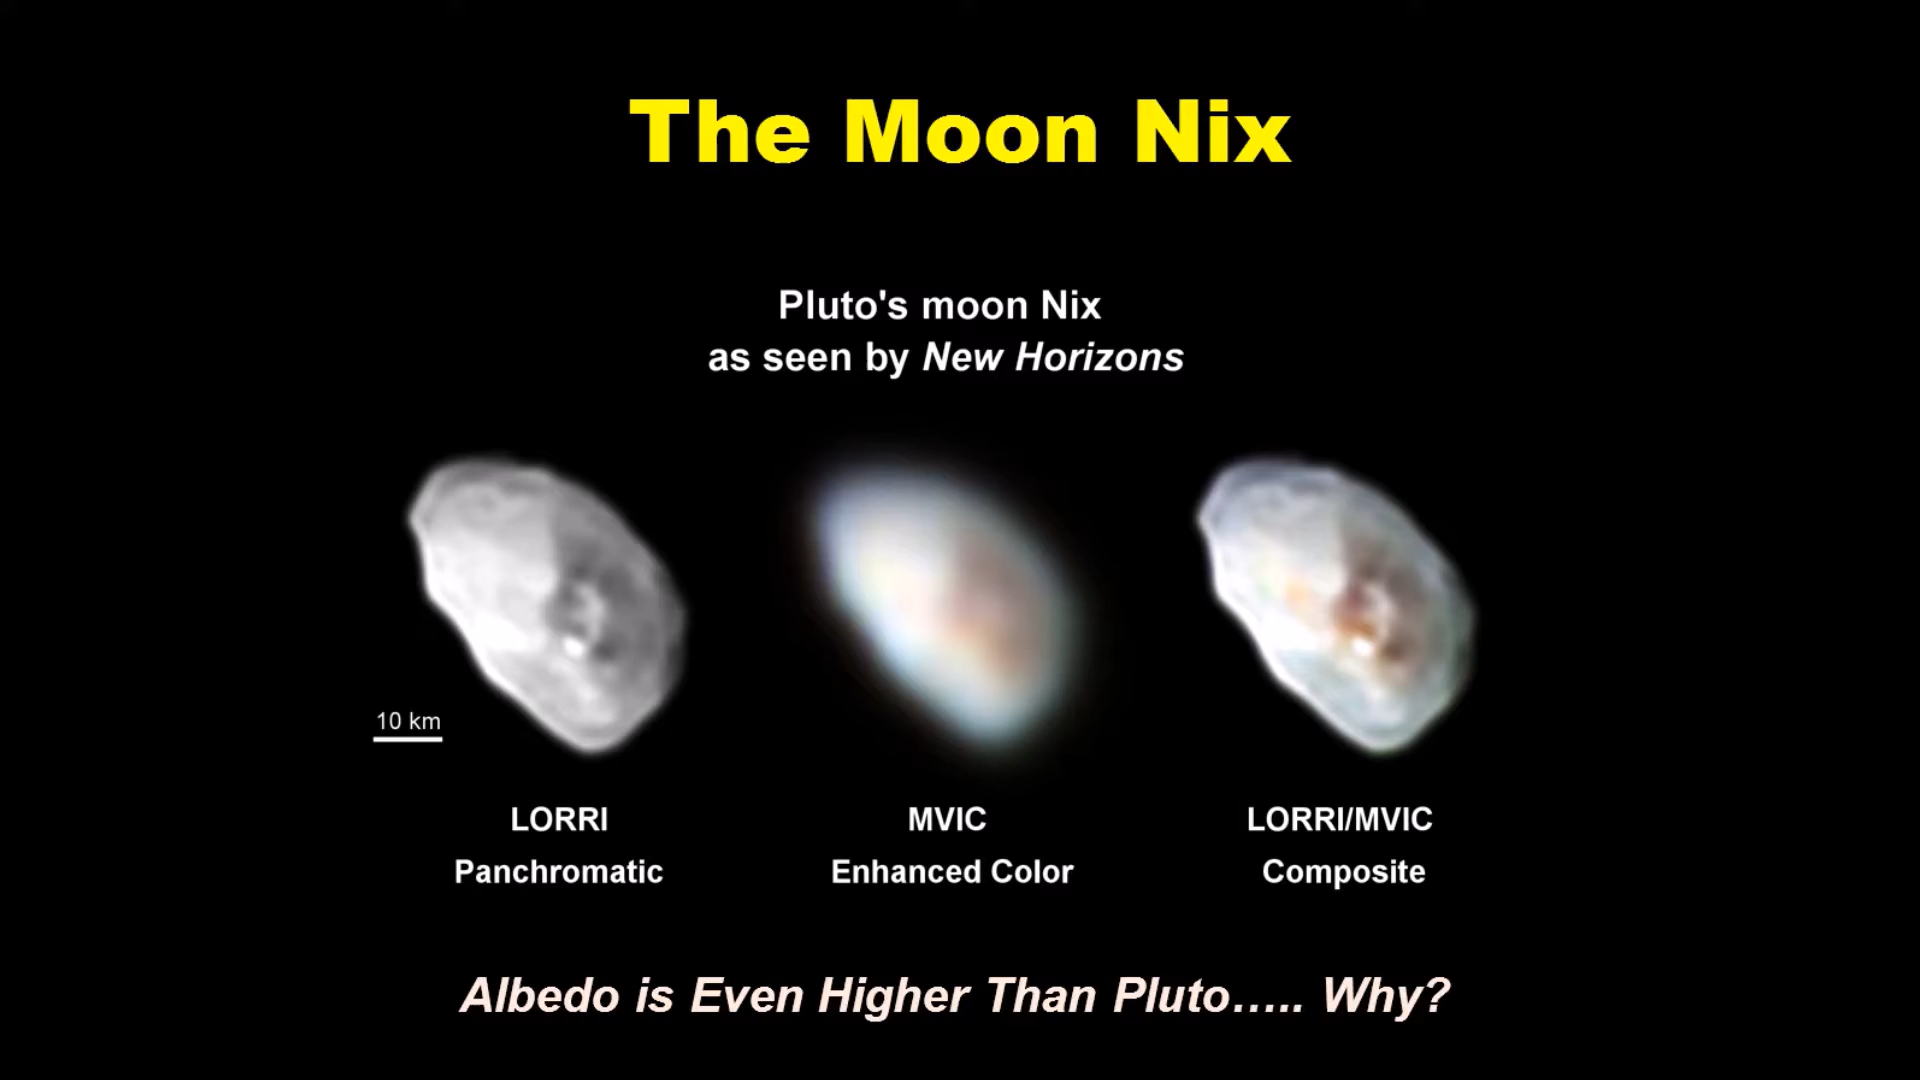 The Moon Nix
Pluto's moon Nix
as seen by New Horizons
10 km
LORRI
Panchromatic
MVIC
Enhanced Color
LORRI/MVIC
Composite
Albedo is Even Higher Than Pluto..... Why?